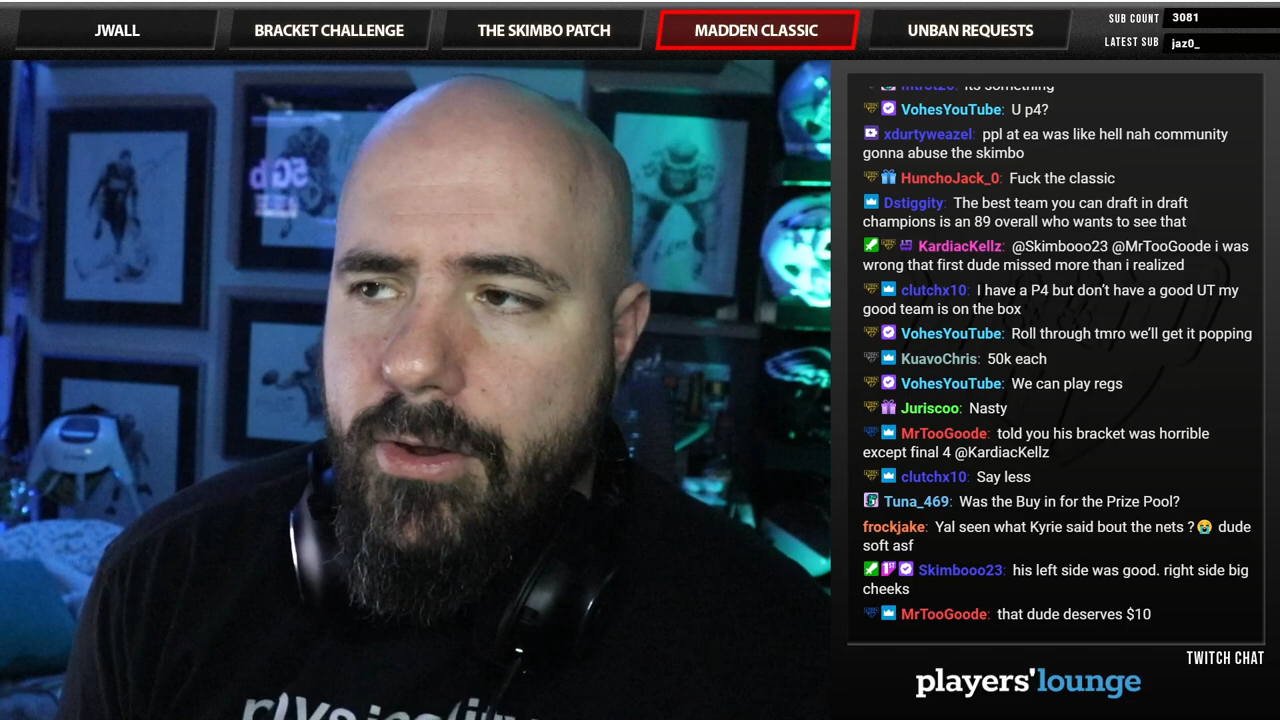 JWALL
BRACKET CHALLENGE
THE SKIMBO PATCH
MADDEN CLASSIC
UNBAN REQUESTS
SUB COUNT 3081
LATEST SUB jaz0_
its something
VohesYouTube: U p4?
xdurtyweazel: ppl at ea was like hell nah community
gonna abuse the skimbo
HunchoJack_0: Fuck the classic
Dstiggity: The best team you can draft in draft
champions is an 89 overall who wants to see that
KardiacKellz: @Skimbooo23 @MrTooGoode i was
wrong that first dude missed more than i realized
clutchx10: I have a P4 but don’t have a good UT my
good team is on the box
VohesYouTube: Roll through tmro we’ll get it popping
KuavoChris: 50k each
VohesYouTube: We can play regs
Juriscoo: Nasty
MrTooGoode: told you his bracket was horrible
except final 4 @KardiacKellz
clutchx10: Say less
Tuna_469: Was the Buy in for the Prize Pool?
frockjake: Yal seen what Kyrie said bout the nets ? 😭 dude
soft asf
Skimbooo23: his left side was good. right side big
cheeks
MrTooGoode: that dude deserves $10
TWITCH CHAT
players'lounge